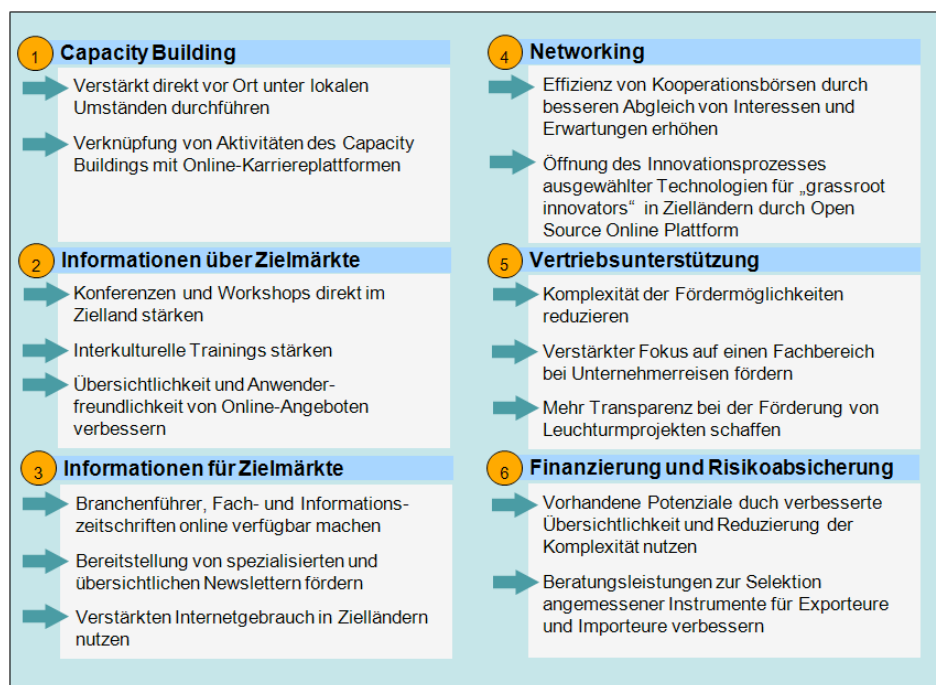 1 Capacity Building
Verstärkt direkt vor Ort unter lokalen
Umständen durchführen
Verknüpfung von Aktivitäten des Capacity
Buildings mit Online-Karriereplattformen
2 Informationen über Zielmärkte
Konferenzen und Workshops direkt im
Zielland stärken
Interkulturelle Trainings stärken
Übersichtlichkeit und Anwender-
freundlichkeit von Online-Angeboten
verbessern
3 Informationen für Zielmärkte
Branchenführer, Fach- und Informations-
zeitschriften online verfügbar machen
Bereitstellung von spezialisierten und
übersichtlichen Newslettern fördern
Verstärkten Internetgebrauch in Zielländern
nutzen
4 Networking
Effizienz von Kooperationsbörsen durch
besseren Abgleich von Interessen und
Erwartungen erhöhen
Öffnung des Innovationsprozesses
ausgewählter Technologien für „grassroot
innovators“ in Zielländern durch Open
Source Online Plattform
5 Vertriebsunterstützung
Komplexität der Fördermöglichkeiten
reduzieren
Verstärkter Fokus auf einen Fachbereich
bei Unternehmerreisen fördern
Mehr Transparenz bei der Förderung von
Leuchturmprojekten schaffen
6 Finanzierung und Risikoabsicherung
Vorhandene Potenziale duch verbesserte
Übersichtlichkeit und Reduzierung der
Komplexität nutzen
Beratungsleistungen zur Selektion
angemessener Instrumente für Exporteure
und Importeure verbessern